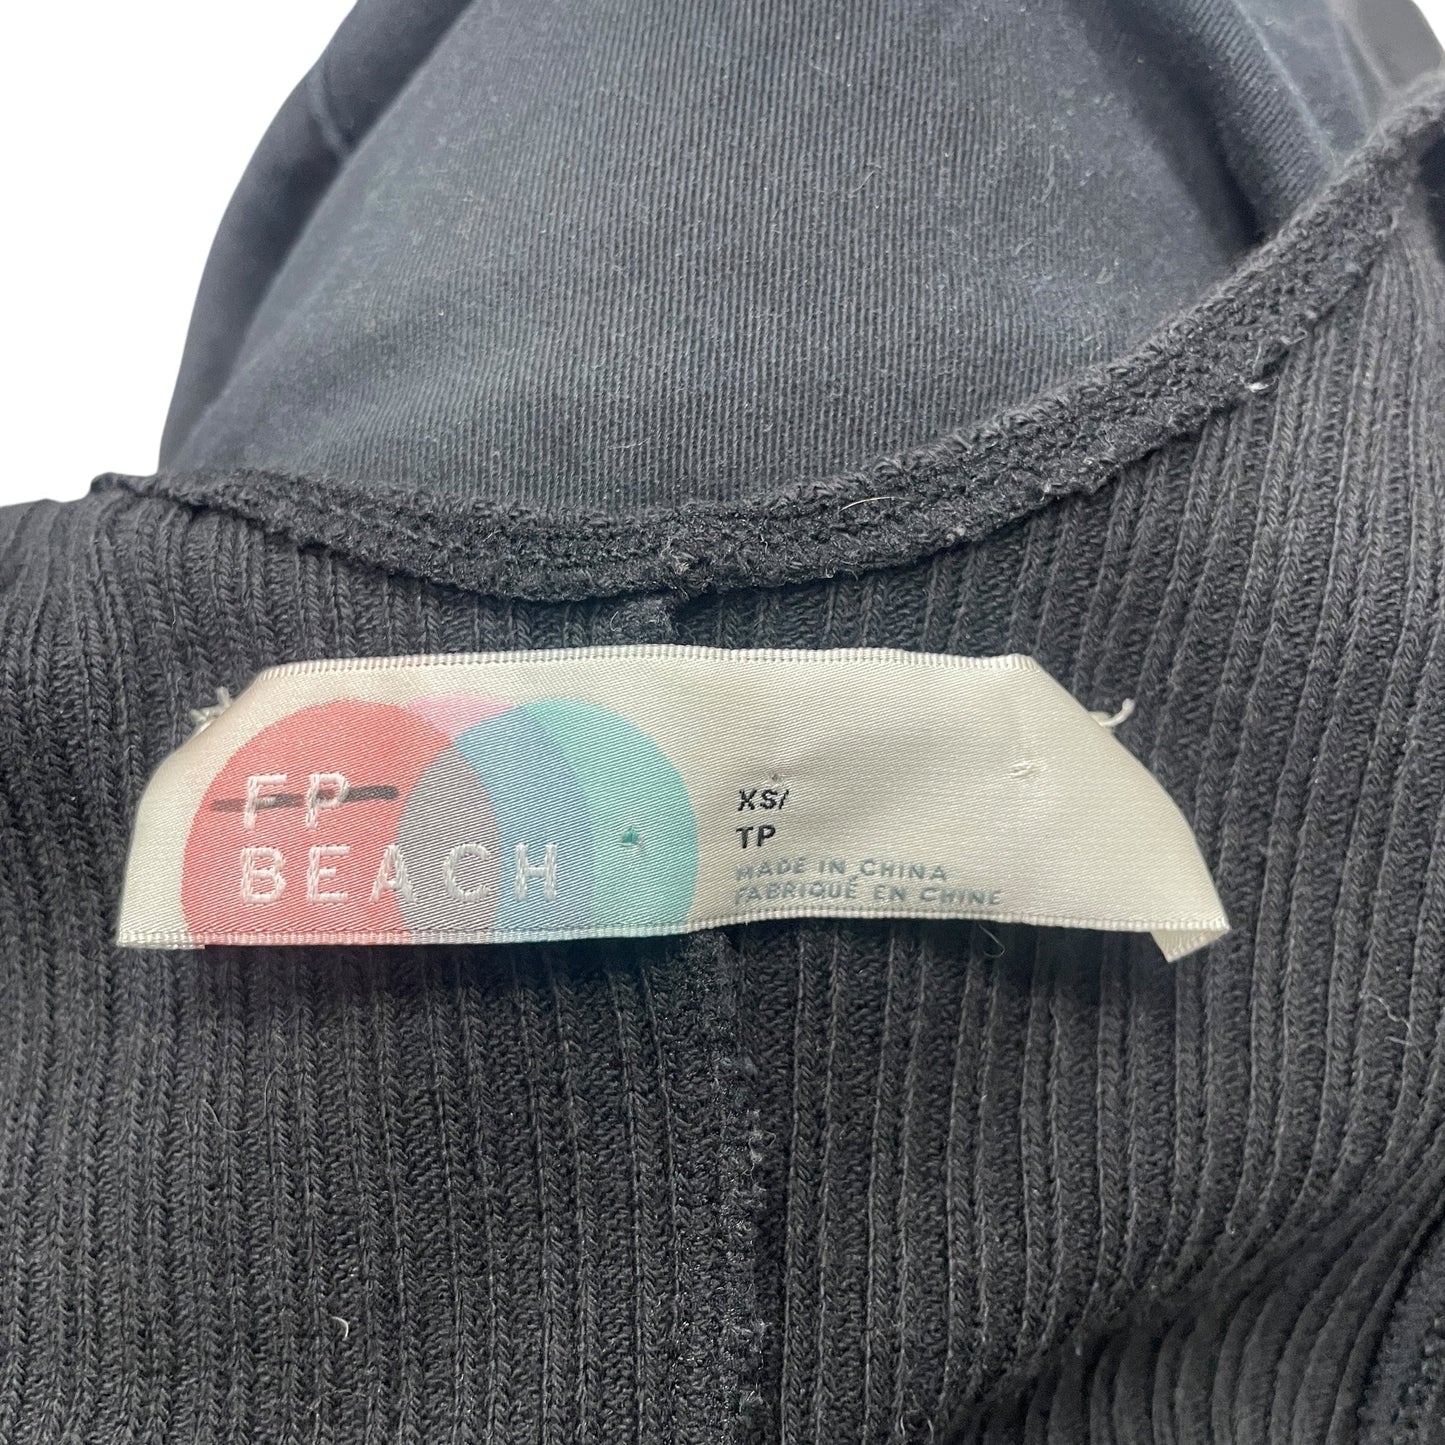 FP
BEACH
XS/
TP
MADE IN CHINA
FABRIQUÉ EN CHINE